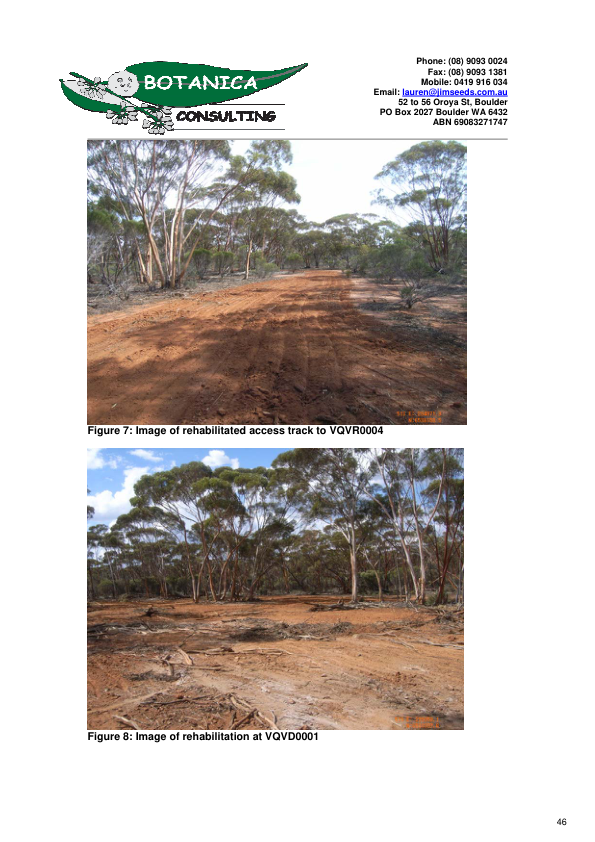 BOTANICA
CONSULTING
Phone: (08) 9093 0024
Fax: (08) 9093 1381
Mobile: 0419 916 034
Email: lauren@jimseeds.com.au
52 to 56 Oroya St, Boulder
PO Box 2027 Boulder WA 6432
ABN 69083271747
Figure 7: Image of rehabilitated access track to VQVR0004
Figure 8: Image of rehabilitation at VQVD0001
46